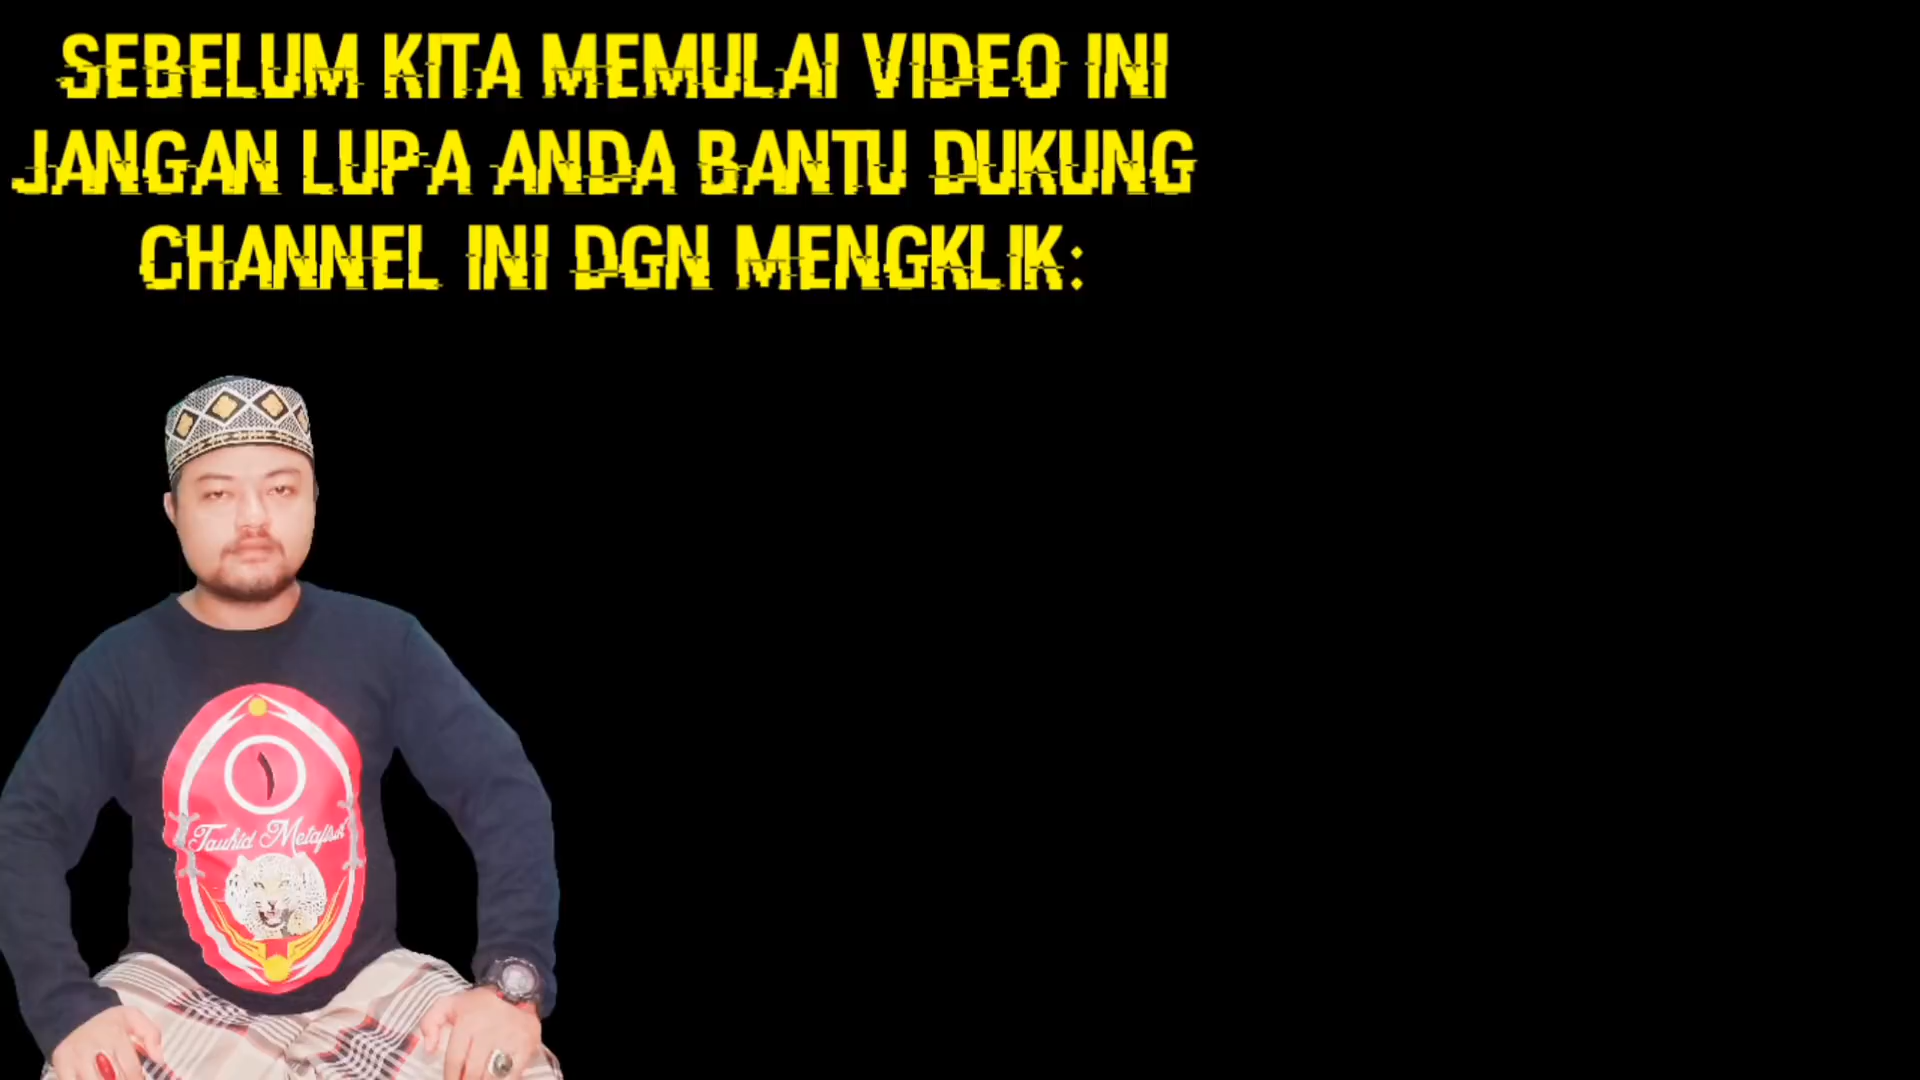 SEBELUM KITA MEMULAI VIDEO INI
JANGAN LUPA ANDA BANTU DUKUNG
CHANNEL INI DGN MENGKLIK:
Tauhid Metafisik